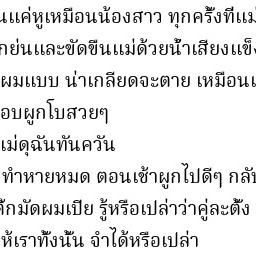 นแค่หูเหมือนน้องสาว ทุกครั้งที่แม่
กย่นและขัดขืนแม่ด้วยน้ำเสียงแข็ง
ผมแบบ น่าเกลียดจะตาย เหมือนเ
อบผูกโบสวยๆ
แม่ดุฉันทันควัน
ทำหายหมด ตอนเช้าผูกไปดีๆ กลับ
ตั๊กมัดผมเปีย รู้หรือเปล่าว่าคู่ละตั้ง
ห้เราทั้งนั้น จำได้หรือเปล่า